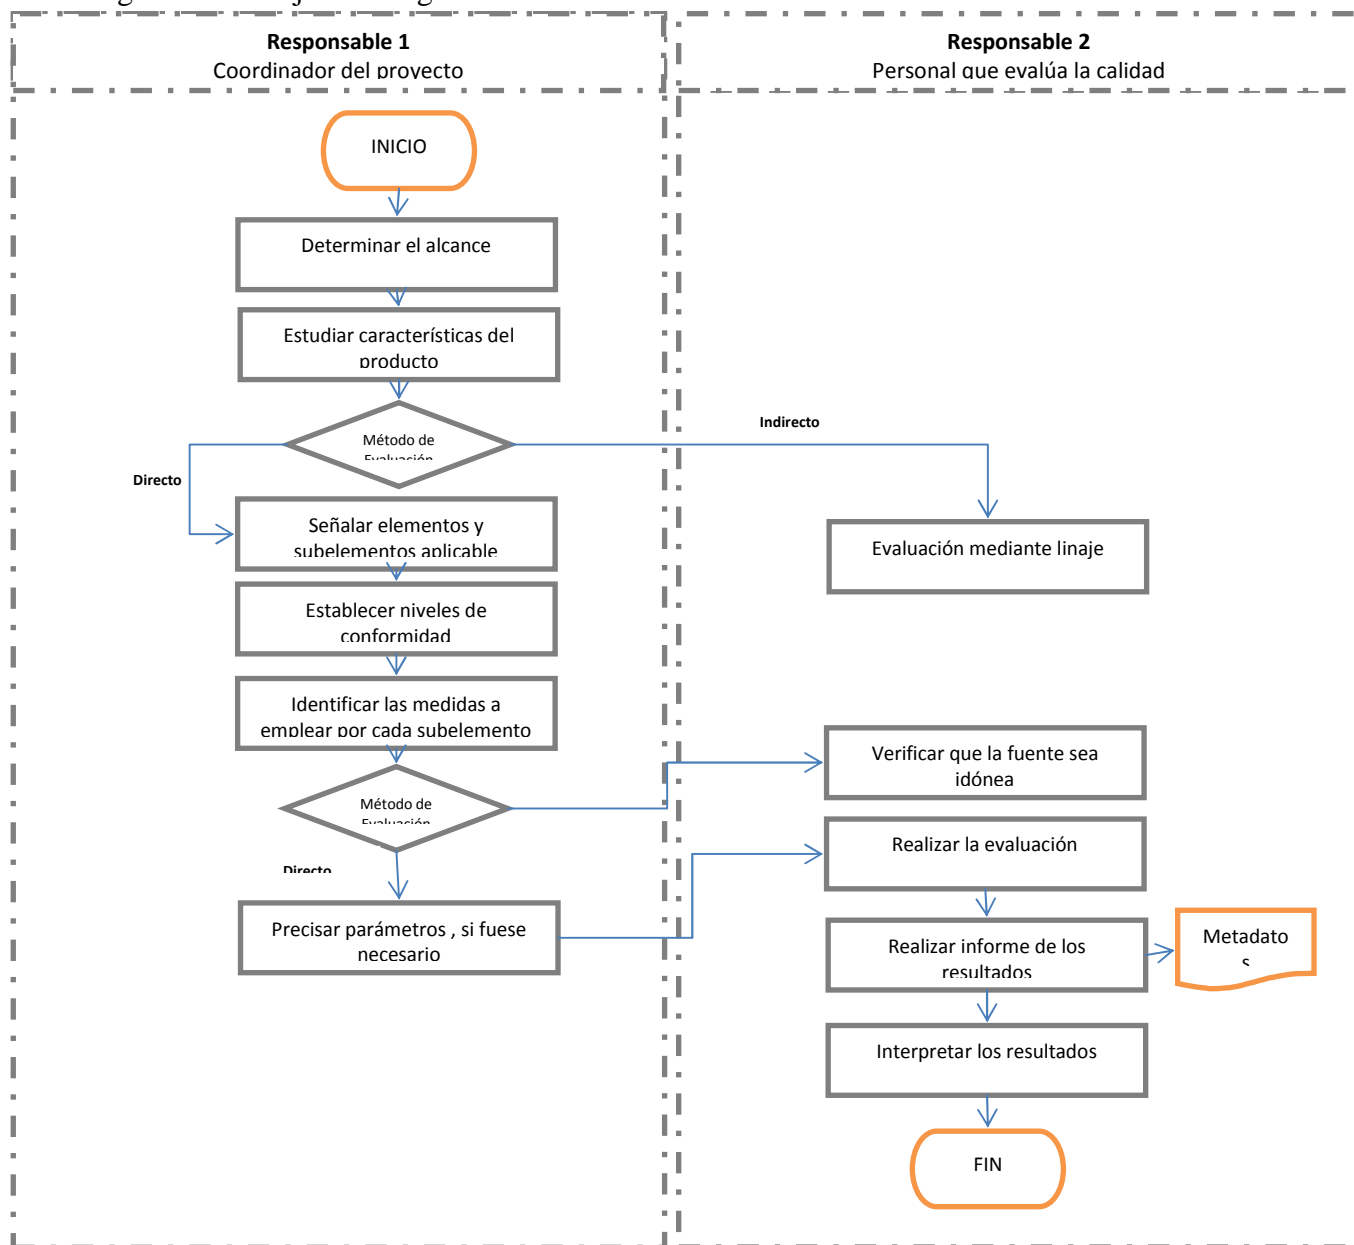 Responsable 1
Coordinador del proyecto
Responsable 2
Personal que evalúa la calidad
INICIO
Determinar el alcance
Estudiar características del
producto
Método de
Evaluación
Indirecto
Directo
Señalar elementos y
subelementos aplicable
Evaluación mediante linaje
Establecer niveles de
conformidad
Identificar las medidas a
emplear por cada subelemento
Verificar que la fuente sea
idónea
Método de
Evaluación
Realizar la evaluación
Directo
Precisar parámetros , si fuese
necesario
Realizar informe de los
resultados
Metadato
s
Interpretar los resultados
FIN